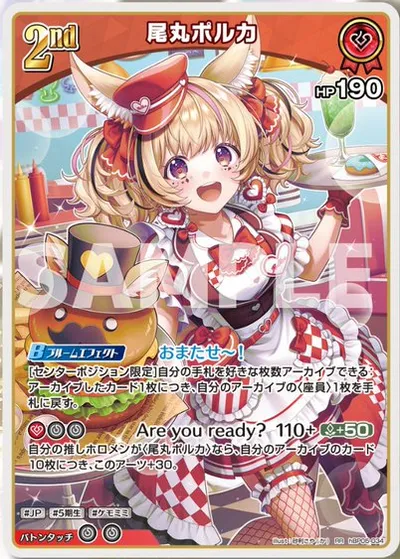 2nd
尾丸ポルカ
HP 190
SAMPLE
B ブルームエフェクト おまたせ~!
[センターポジション限定]自分の手札を好きな枚数アーカイブできる:
アーカイブしたカード1枚につき、自分のアーカイブの〈座員〉1枚を手
札に戻す。
Are you ready? 110+ +50
自分の推しホロメンが〈尾丸ポルカ〉なら、自分のアーカイブのカード
10枚につき、このアーツ+30。
#JP #5期生 #ケモミミ
バトンタッチ
RR hBP05-034